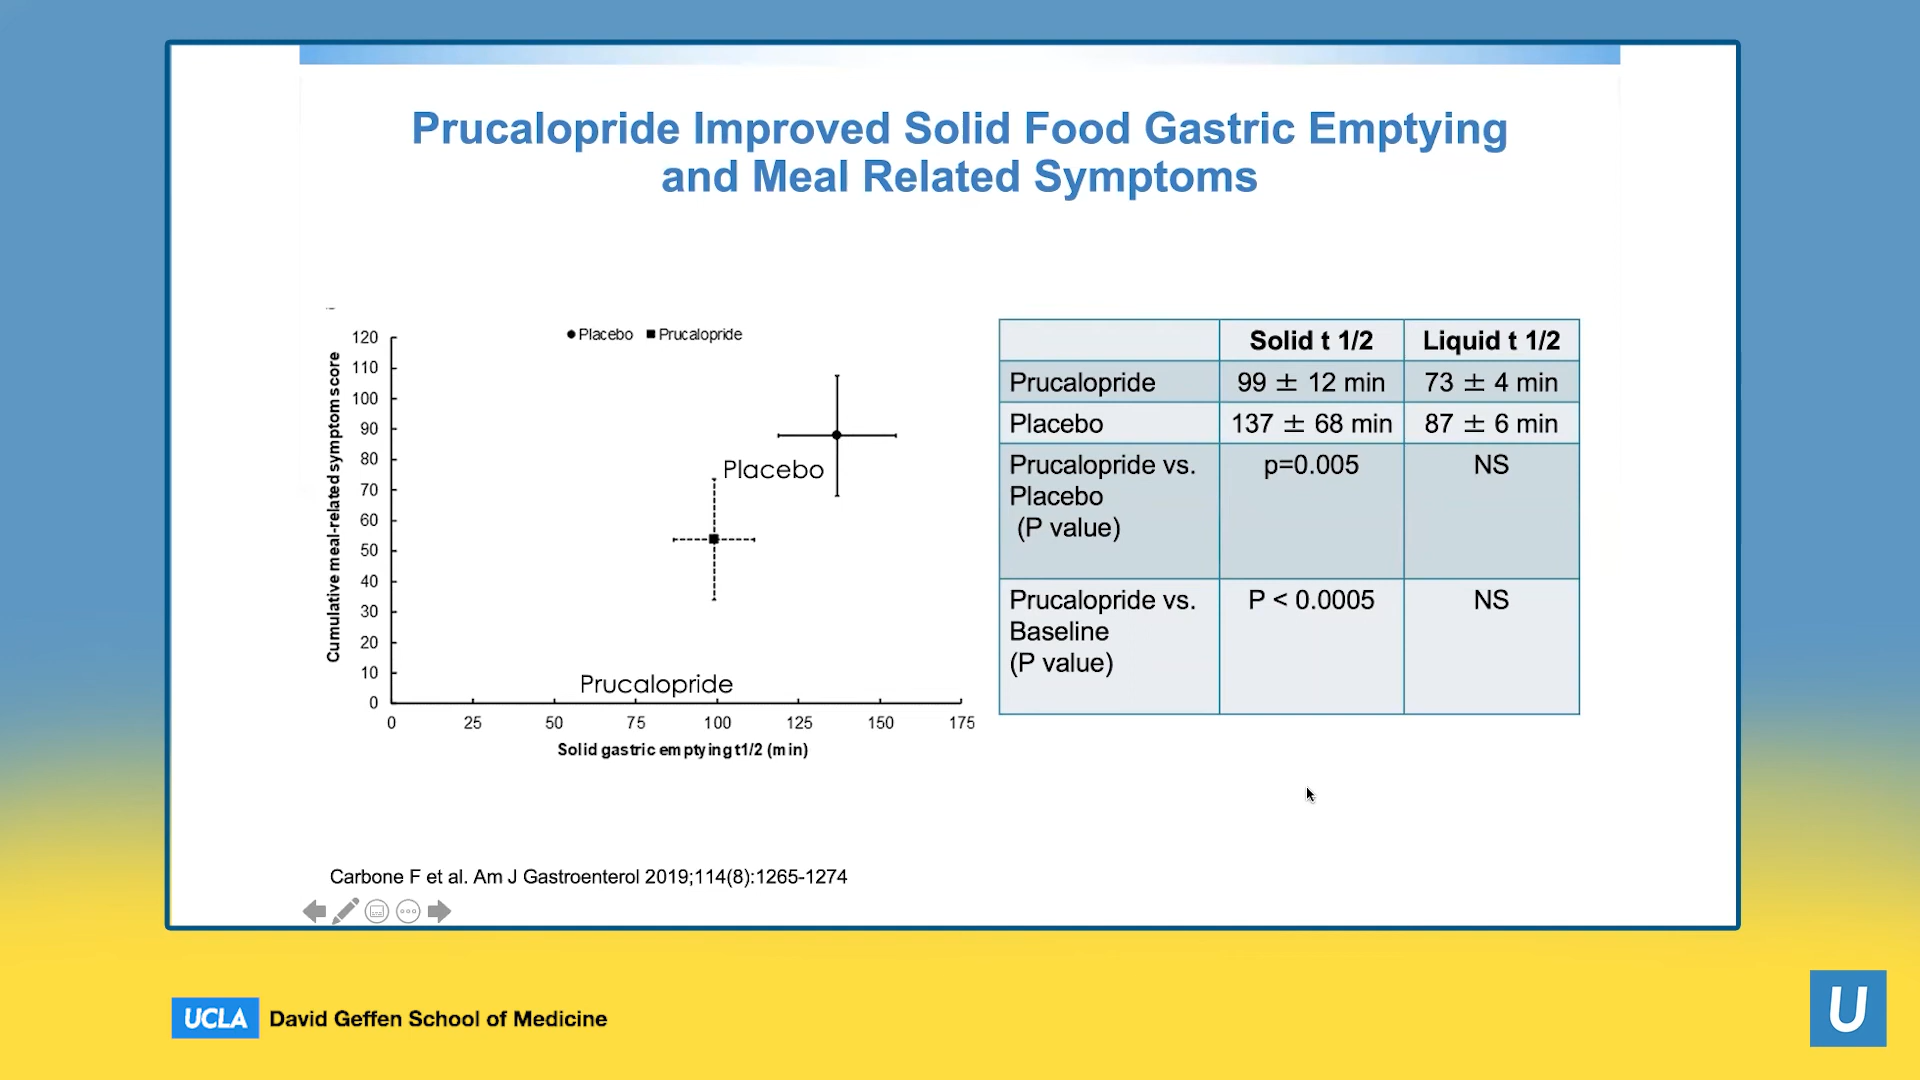 Prucalopride Improved Solid Food Gastric Emptying
and Meal Related Symptoms
● Placebo ■ Prucalopride
Cumulative meal-related symptom score
120
110
100
90
80
70
60
50
40
30
20
10
0
Placebo
Prucalopride
0 25 50 75 100 125 150 175
Solid gastric emptying t1/2 (min)
Solid t 1/2 Liquid t 1/2
Prucalopride 99 ± 12 min 73 ± 4 min
Placebo 137 ± 68 min 87 ± 6 min
Prucalopride vs. p=0.005 NS
Placebo
(P value)
Prucalopride vs. P < 0.0005 NS
Baseline
(P value)
Carbone F et al. Am J Gastroenterol 2019;114(8):1265-1274
UCLA David Geffen School of Medicine
U